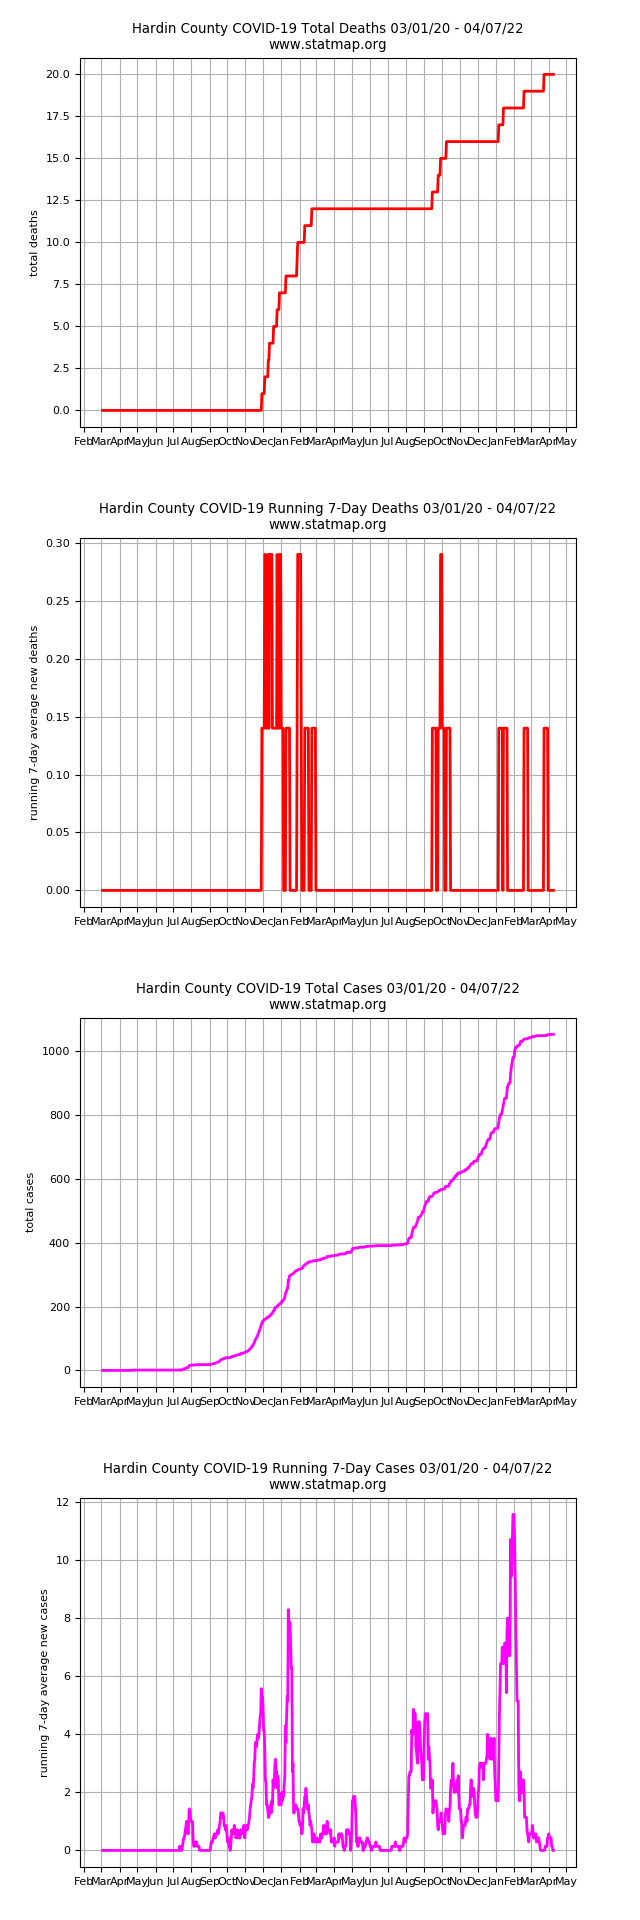 Hardin County COVID-19 Total Deaths 03/01/20 - 04/07/22
www.statmap.org
20.0
17.5
15.0
12.5
10.0
7.5
5.0
2.5
0.0
total deaths
Feb Mar Apr May Jun Jul Aug Sep Oct Nov Dec Jan Feb Mar Apr May Jun Jul Aug Sep Oct Nov Dec Jan Feb Mar Apr May
Hardin County COVID-19 Running 7-Day Deaths 03/01/20 - 04/07/22
www.statmap.org
0.30
0.25
0.20
0.15
0.10
0.05
0.00
running 7-day average new deaths
Feb Mar Apr May Jun Jul Aug Sep Oct Nov Dec Jan Feb Mar Apr May Jun Jul Aug Sep Oct Nov Dec Jan Feb Mar Apr May
Hardin County COVID-19 Total Cases 03/01/20 - 04/07/22
www.statmap.org
1000
800
600
400
200
0
total cases
Feb Mar Apr May Jun Jul Aug Sep Oct Nov Dec Jan Feb Mar Apr May Jun Jul Aug Sep Oct Nov Dec Jan Feb Mar Apr May
Hardin County COVID-19 Running 7-Day Cases 03/01/20 - 04/07/22
www.statmap.org
12
10
8
6
4
2
0
running 7-day average new cases
Feb Mar Apr May Jun Jul Aug Sep Oct Nov Dec Jan Feb Mar Apr May Jun Jul Aug Sep Oct Nov Dec Jan Feb Mar Apr May